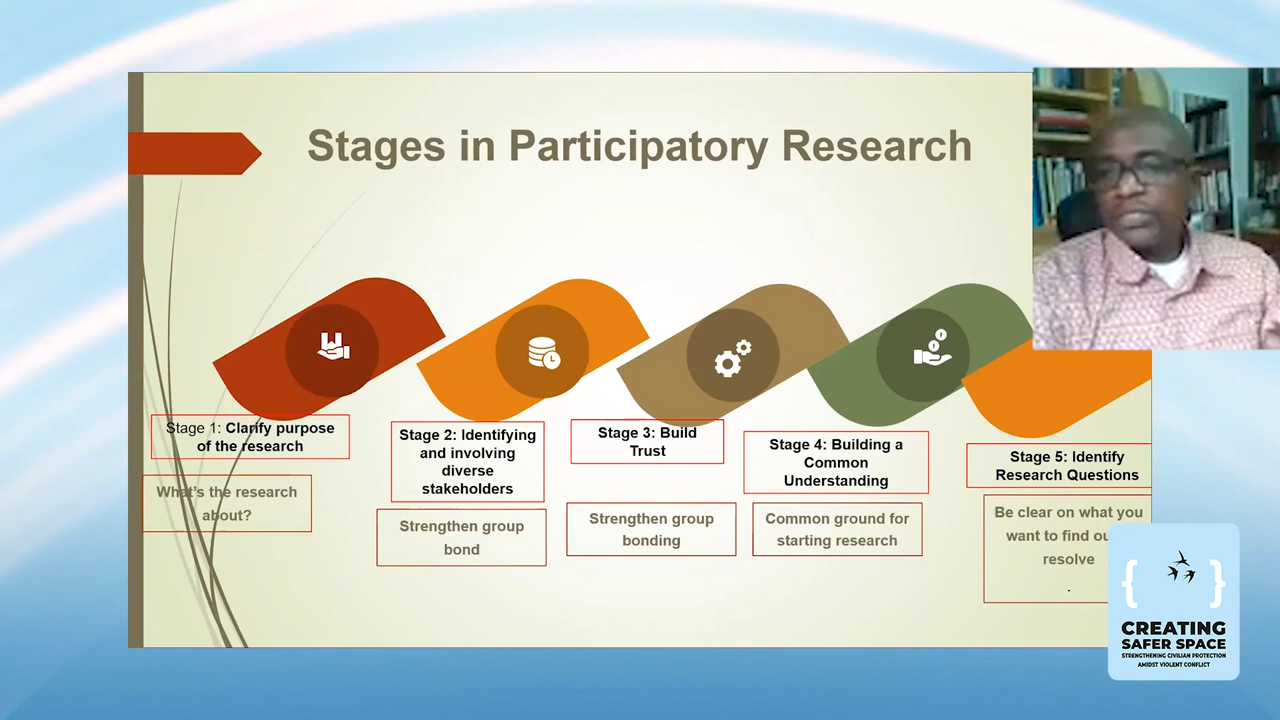 Stages in Participatory Research
Stage 1: Clarify purpose
of the research
What's the research
about?
Stage 2: Identifying
and involving
diverse
stakeholders
Strengthen group
bond
Stage 3: Build
Trust
Strengthen group
bonding
Stage 4: Building a
Common
Understanding
Common ground for
starting research
Stage 5: Identify
Research Questions
Be clear on what you
want to find
resolve
.
{ }
CREATING
SAFER SPACE
STRENGTHENING CIVILIAN PROTECTION
AMIDST VIOLENT CONFLICT